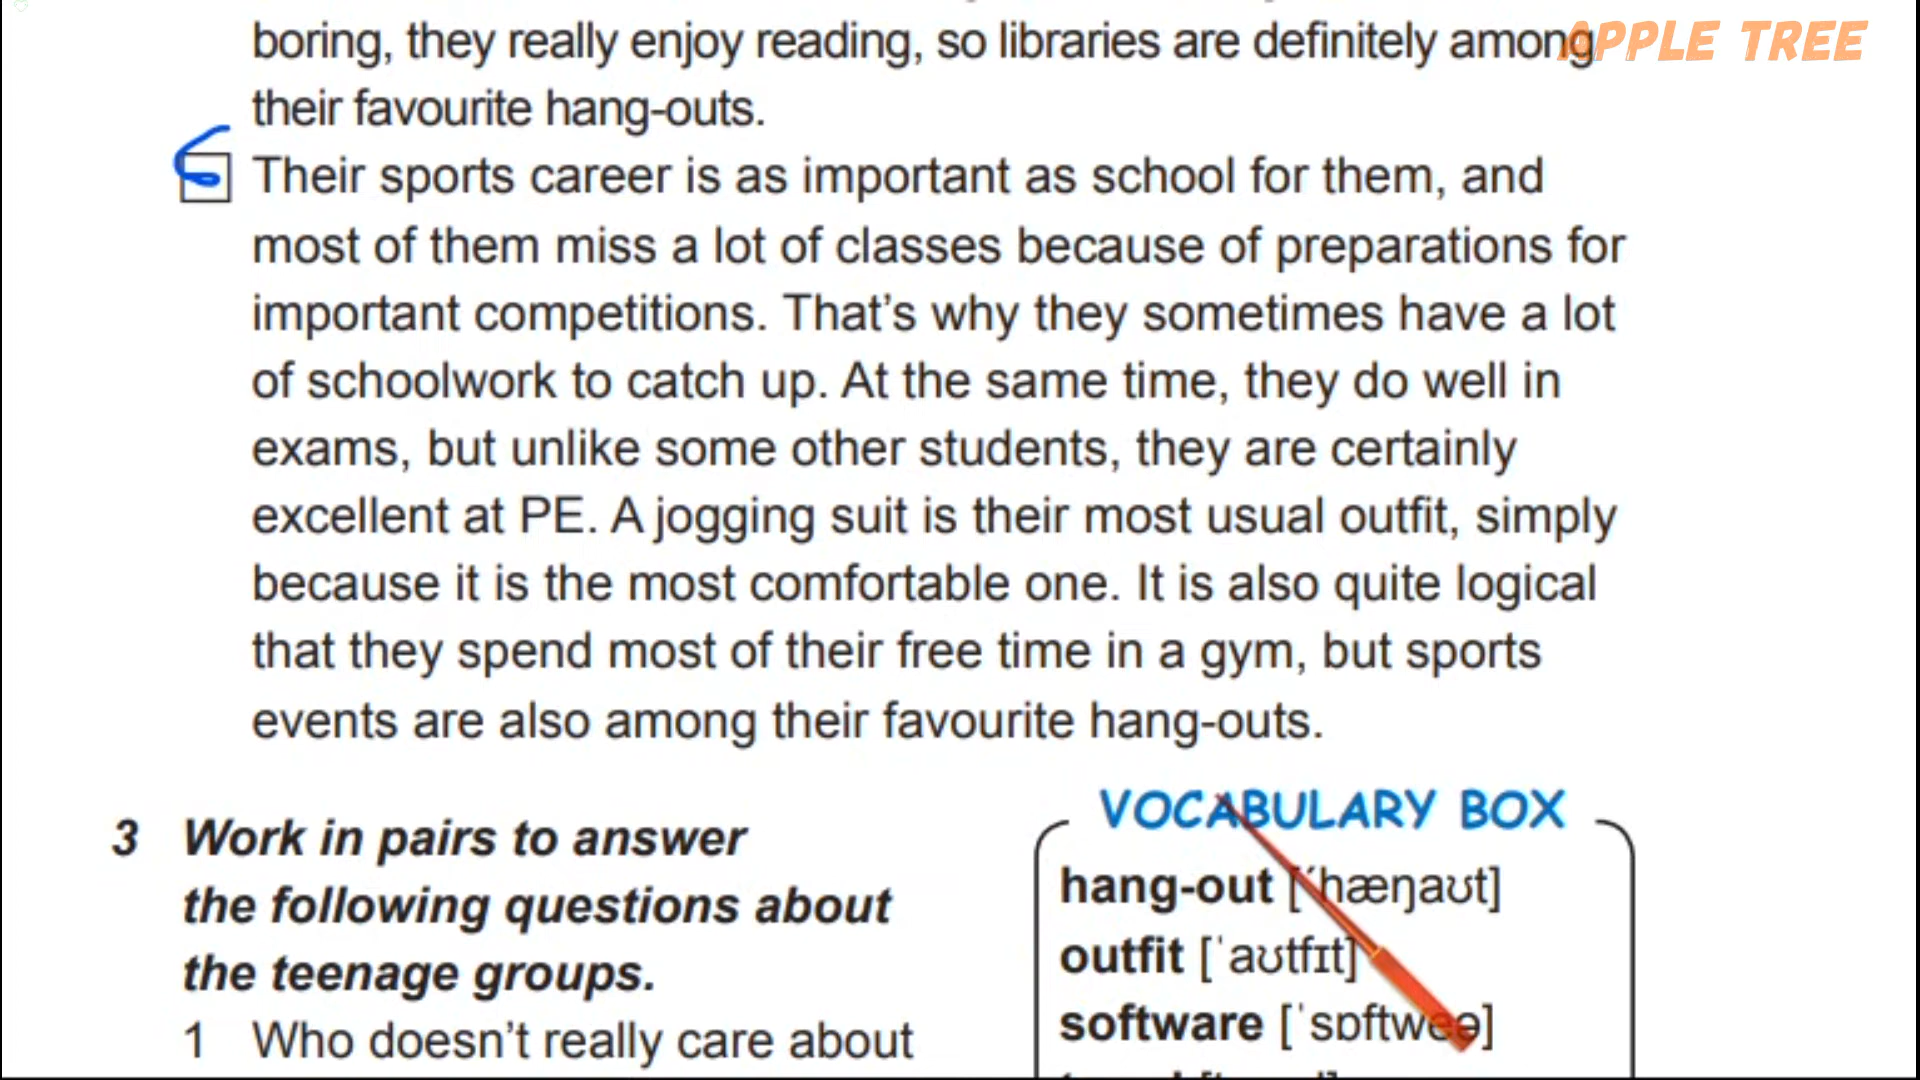 boring, they really enjoy reading, so libraries are definitely among
APPLE TREE
their favourite hang-outs.
Their sports career is as important as school for them, and
most of them miss a lot of classes because of preparations for
important competitions. That's why they sometimes have a lot
of schoolwork to catch up. At the same time, they do well in
exams, but unlike some other students, they are certainly
excellent at PE. A jogging suit is their most usual outfit, simply
because it is the most comfortable one. It is also quite logical
that they spend most of their free time in a gym, but sports
events are also among their favourite hang-outs.
3 Work in pairs to answer
the following questions about
the teenage groups.
1 Who doesn't really care about
VOCABULARY BOX
hang-out [ˈhæŋaʊt]
outfit [ˈaʊtfɪt]
software [ˈsɒftweə]